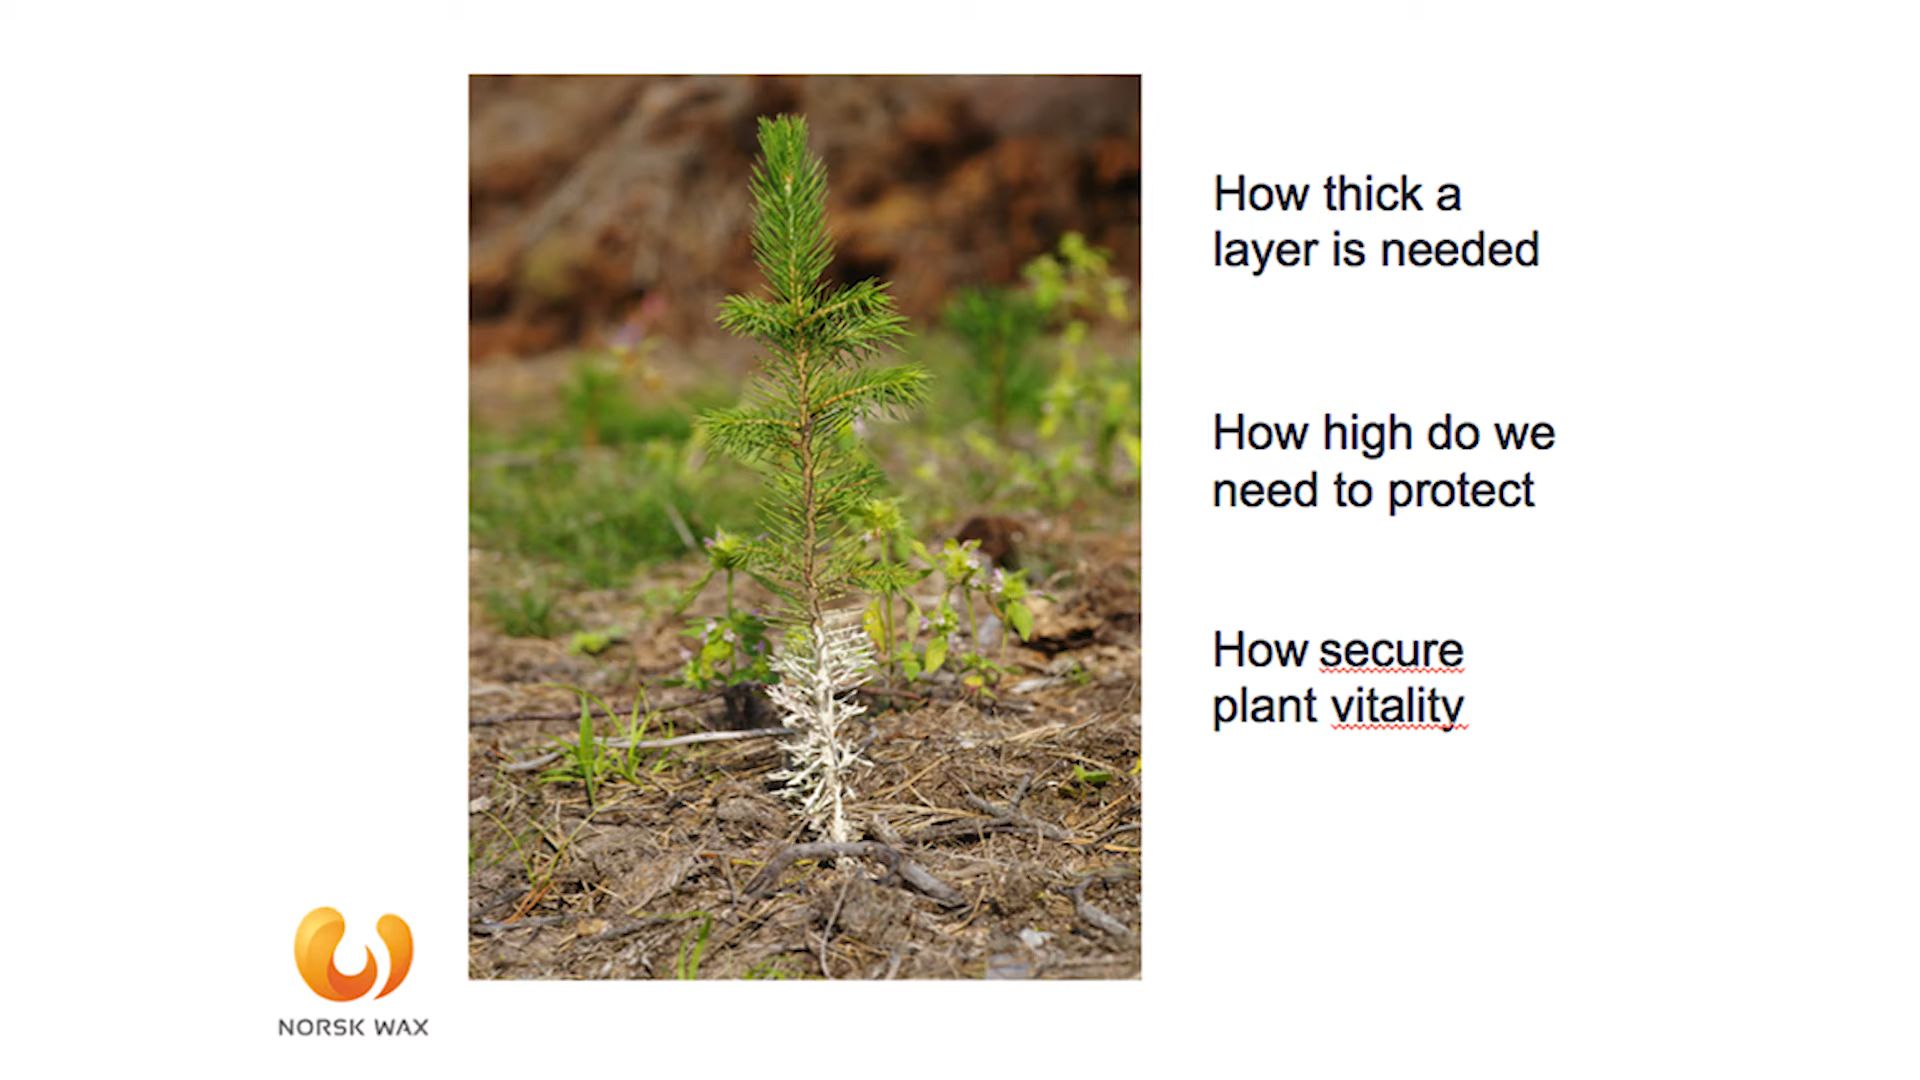 How thick a
layer is needed
How high do we
need to protect
How secure
plant vitality
NORSK WAX